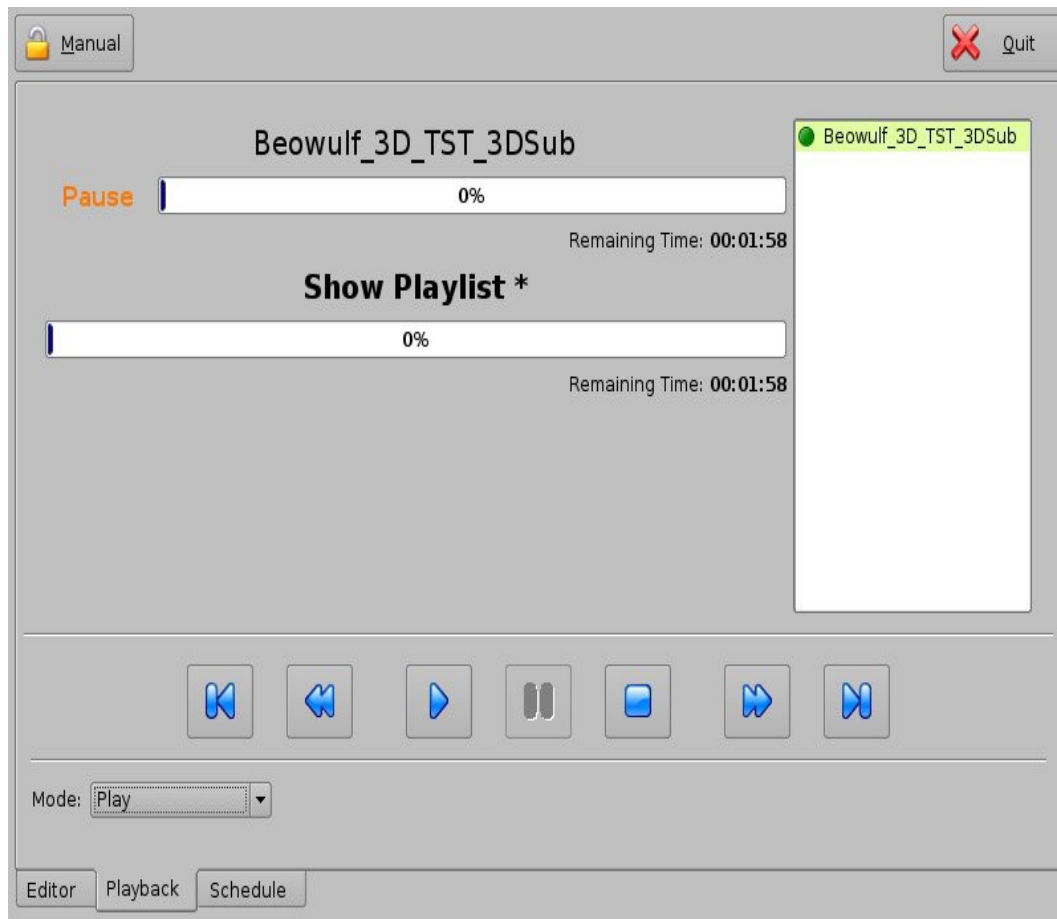 Manual
Quit
Beowulf_3D_TST_3DSub
Pause
0%
Remaining Time: 00:01:58
Show Playlist *
0%
Remaining Time: 00:01:58
Beowulf_3D_TST_3DSub
Mode: Play
Editor Playback Schedule